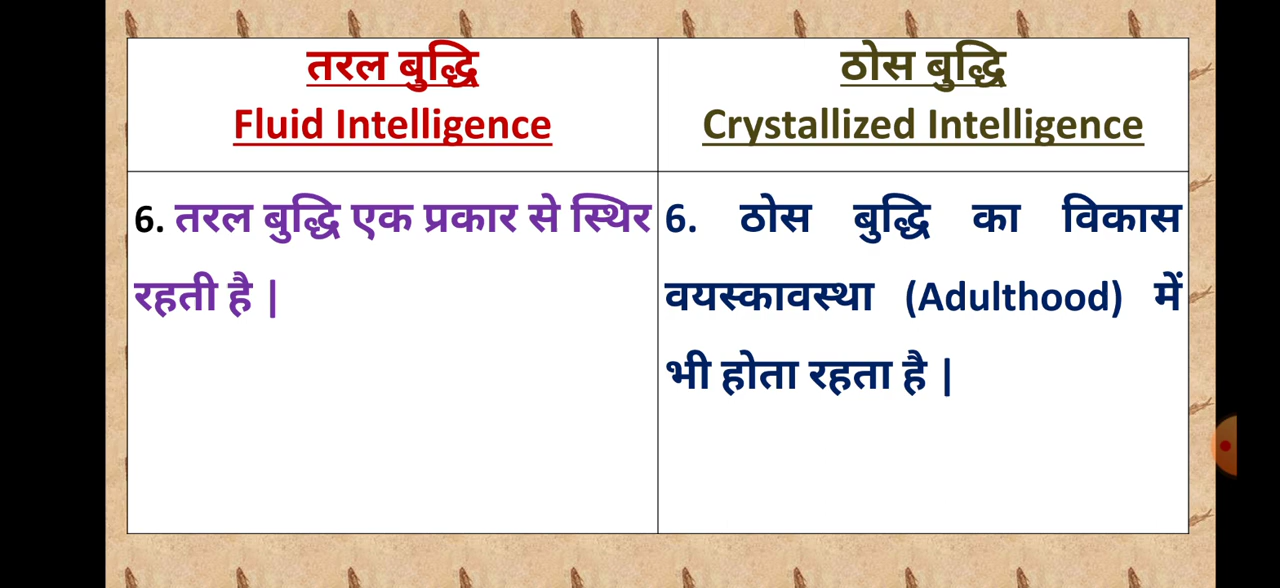 तरल बुद्धि
Fluid Intelligence
ठोस बुद्धि
Crystallized Intelligence
6. तरल बुद्धि एक प्रकार से स्थिर
रहती है |
6. ठोस बुद्धि का विकास
वयस्कावस्था (Adulthood) में
भी होता रहता है |